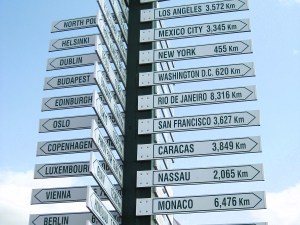 NORTH PO
HELSINKI
DUBLIN
BUDAPEST
EDINBURGH
OSLO
COPENHAGEN
LUXEMBOUR
VIENNA
BERLIN
LOS ANGELES 3,572 Km
MEXICO CITY 3,345 Km
NEW YORK 455 Km
WASHINGTON D.C. 620 Km
RIO DE JANEIRO 8,316 Km
SAN FRANCISCO 3,627 Km
CARACAS 3,849 Km
NASSAU 2,065 Km
MONACO 6,476 Km